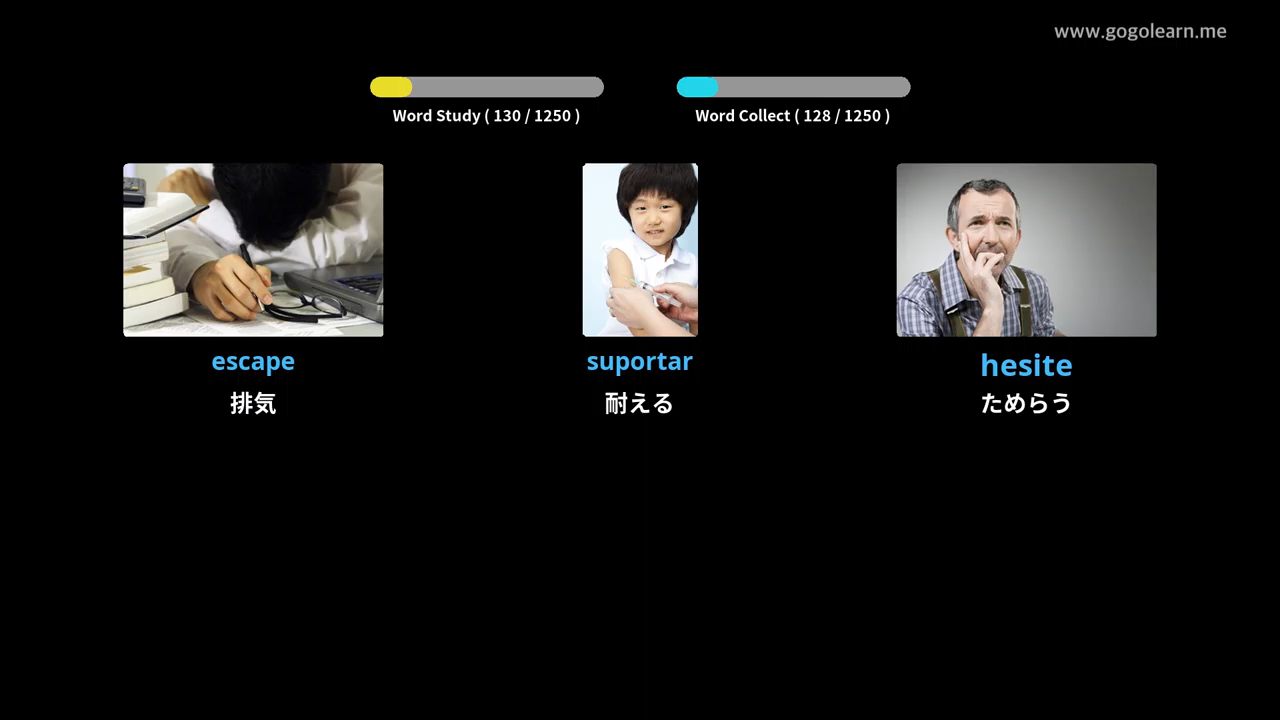 www.gogolearn.me
Word Study ( 130 / 1250 )
Word Collect ( 128 / 1250 )
escape
suportar
hesite
排気
耐える
ためらう